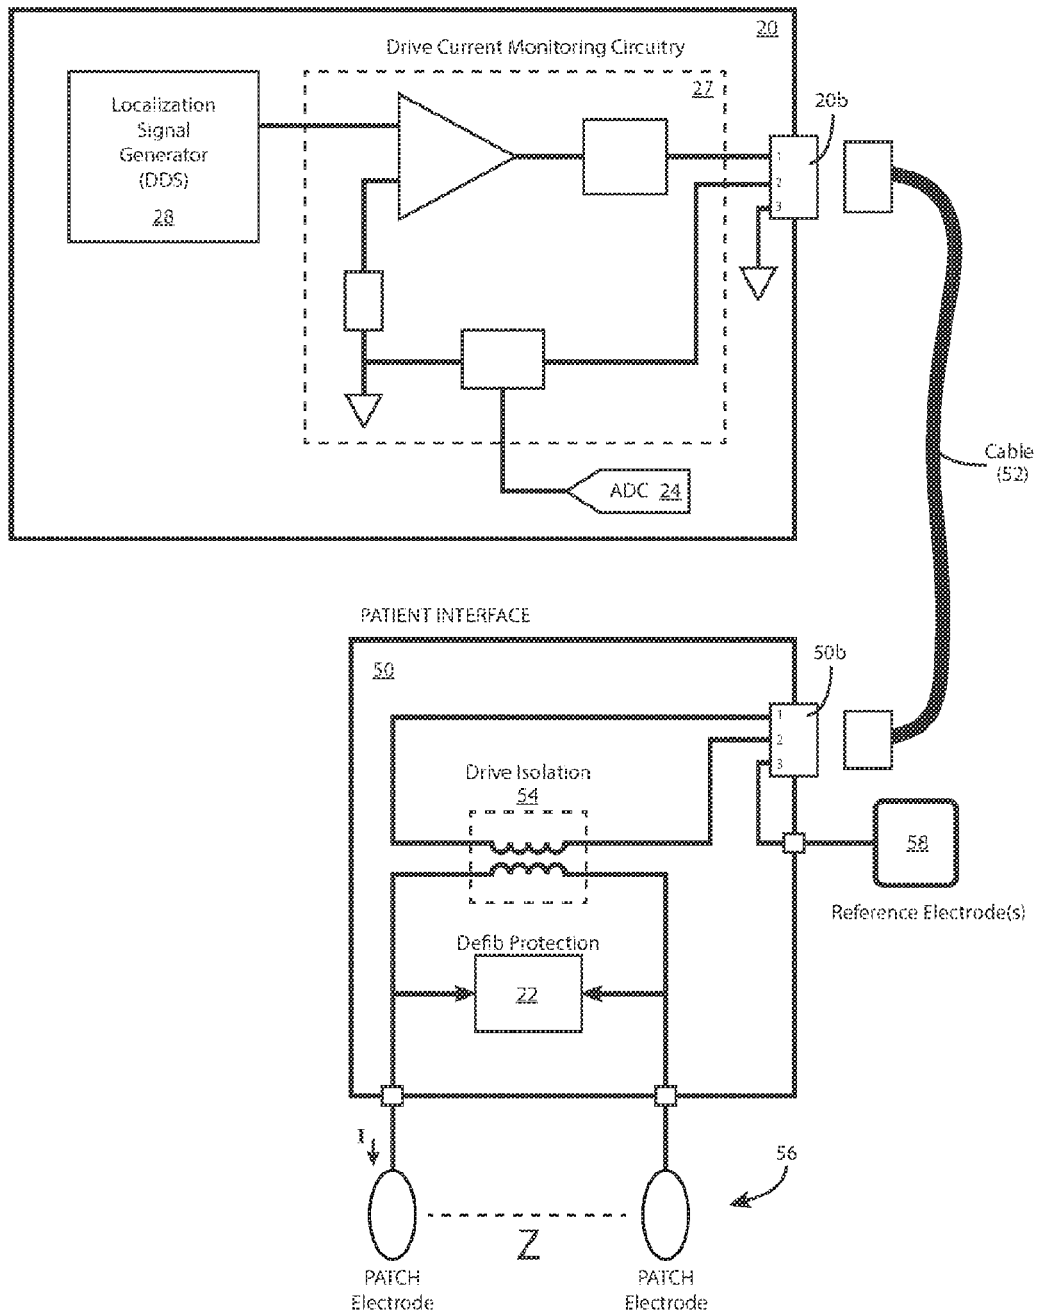 20
Drive Current Monitoring Circuitry
27
Localization
Signal
Generator
(DDS)
28
20b
1
2
3
Cable
(52)
ADC 24
PATIENT INTERFACE
50
50b
1
2
3
Drive Isolation
54
58
Reference Electrode(s)
Defib Protection
22
I
56
Z
PATCH
Electrode
PATCH
Electrode